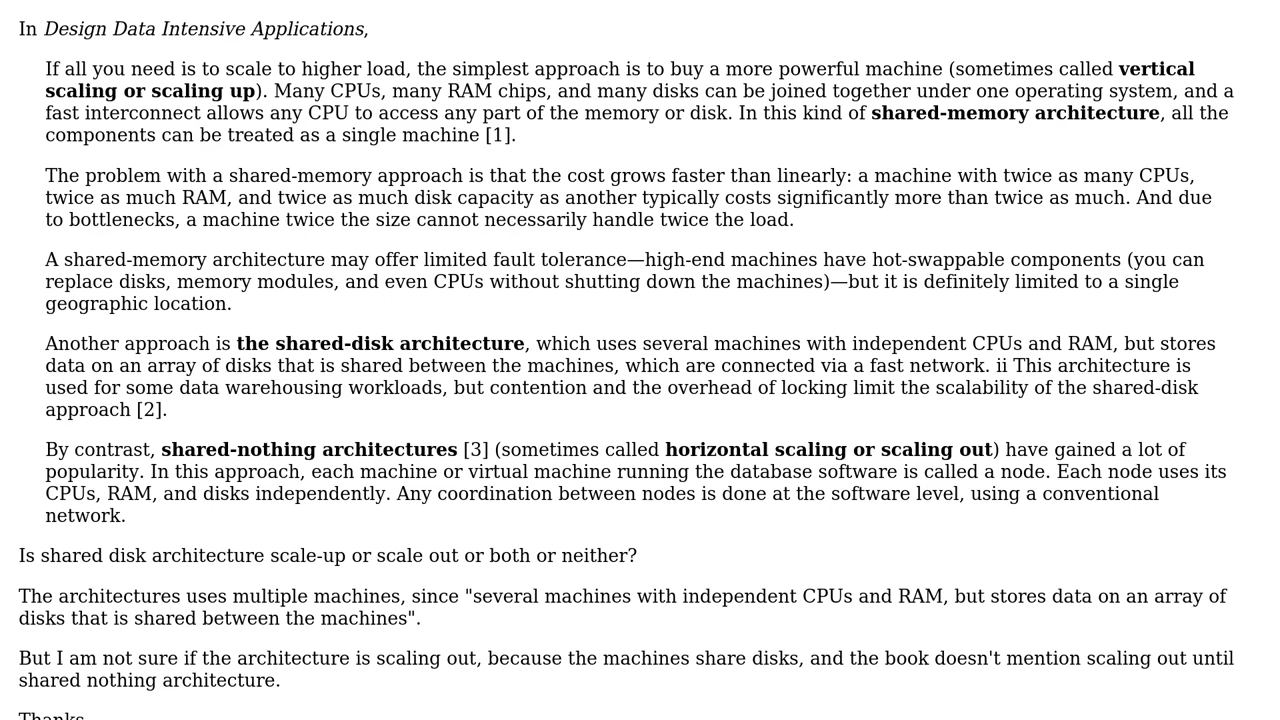 In Design Data Intensive Applications,
If all you need is to scale to higher load, the simplest approach is to buy a more powerful machine (sometimes called vertical
scaling or scaling up). Many CPUs, many RAM chips, and many disks can be joined together under one operating system, and a
fast interconnect allows any CPU to access any part of the memory or disk. In this kind of shared-memory architecture, all the
components can be treated as a single machine [1].
The problem with a shared-memory approach is that the cost grows faster than linearly: a machine with twice as many CPUs,
twice as much RAM, and twice as much disk capacity as another typically costs significantly more than twice as much. And due
to bottlenecks, a machine twice the size cannot necessarily handle twice the load.
A shared-memory architecture may offer limited fault tolerance—high-end machines have hot-swappable components (you can
replace disks, memory modules, and even CPUs without shutting down the machines)—but it is definitely limited to a single
geographic location.
Another approach is the shared-disk architecture, which uses several machines with independent CPUs and RAM, but stores
data on an array of disks that is shared between the machines, which are connected via a fast network. ii This architecture is
used for some data warehousing workloads, but contention and the overhead of locking limit the scalability of the shared-disk
approach [2].
By contrast, shared-nothing architectures [3] (sometimes called horizontal scaling or scaling out) have gained a lot of
popularity. In this approach, each machine or virtual machine running the database software is called a node. Each node uses its
CPUs, RAM, and disks independently. Any coordination between nodes is done at the software level, using a conventional
network.
Is shared disk architecture scale-up or scale out or both or neither?
The architectures uses multiple machines, since "several machines with independent CPUs and RAM, but stores data on an array of
disks that is shared between the machines".
But I am not sure if the architecture is scaling out, because the machines share disks, and the book doesn't mention scaling out until
shared nothing architecture.
Thanks